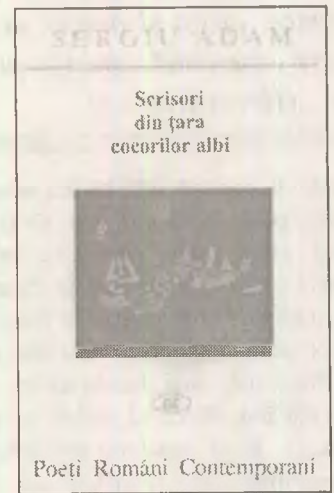 SERGIU ADAM
Scrisori
din țara
cocorilor albi
Poeți Români Contemporani